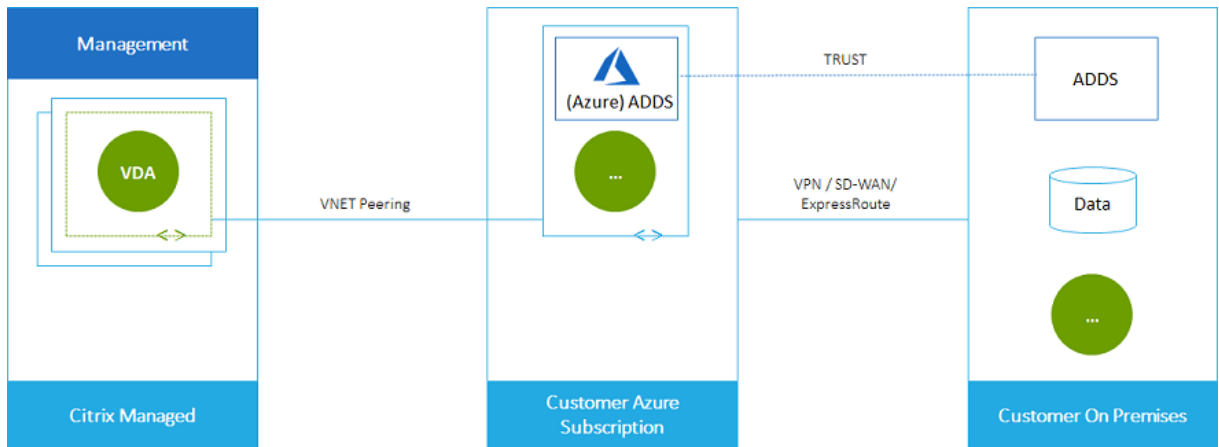 Management
VDA
Citrix Managed
VNET Peering
(Azure) ADDS
...
Customer Azure
Subscription
TRUST
VPN / SD-WAN/
ExpressRoute
ADDS
Data
...
Customer On Premises